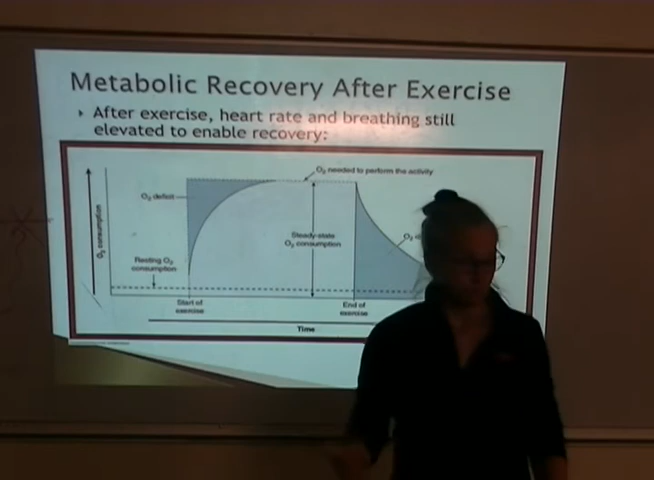 Metabolic Recovery After Exercise
After exercise, heart rate and breathing still
elevated to enable recovery:
O₂ needed to perform the activity
O₂ deficit
O₂ consumption
Steady-state
O₂ consumption
O₂
Resting O₂
consumption
Start of
exercise
End of
exercise
Time